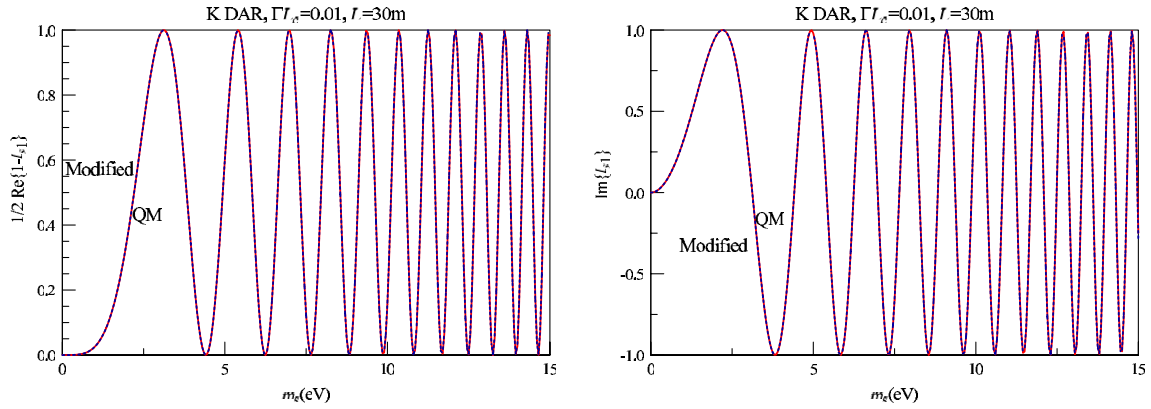 K DAR, ΓL_x=0.01, L=30m
1/2 Re{1-I_s1}
1.0
0.8
0.6
0.4
0.2
0.0
Modified
QM
0
5
10
15
m_s(eV)
K DAR, ΓL_x=0.01, L=30m
Im{I_s1}
1.0
0.5
0.0
-0.5
-1.0
QM
Modified
0
5
10
15
m_s(eV)